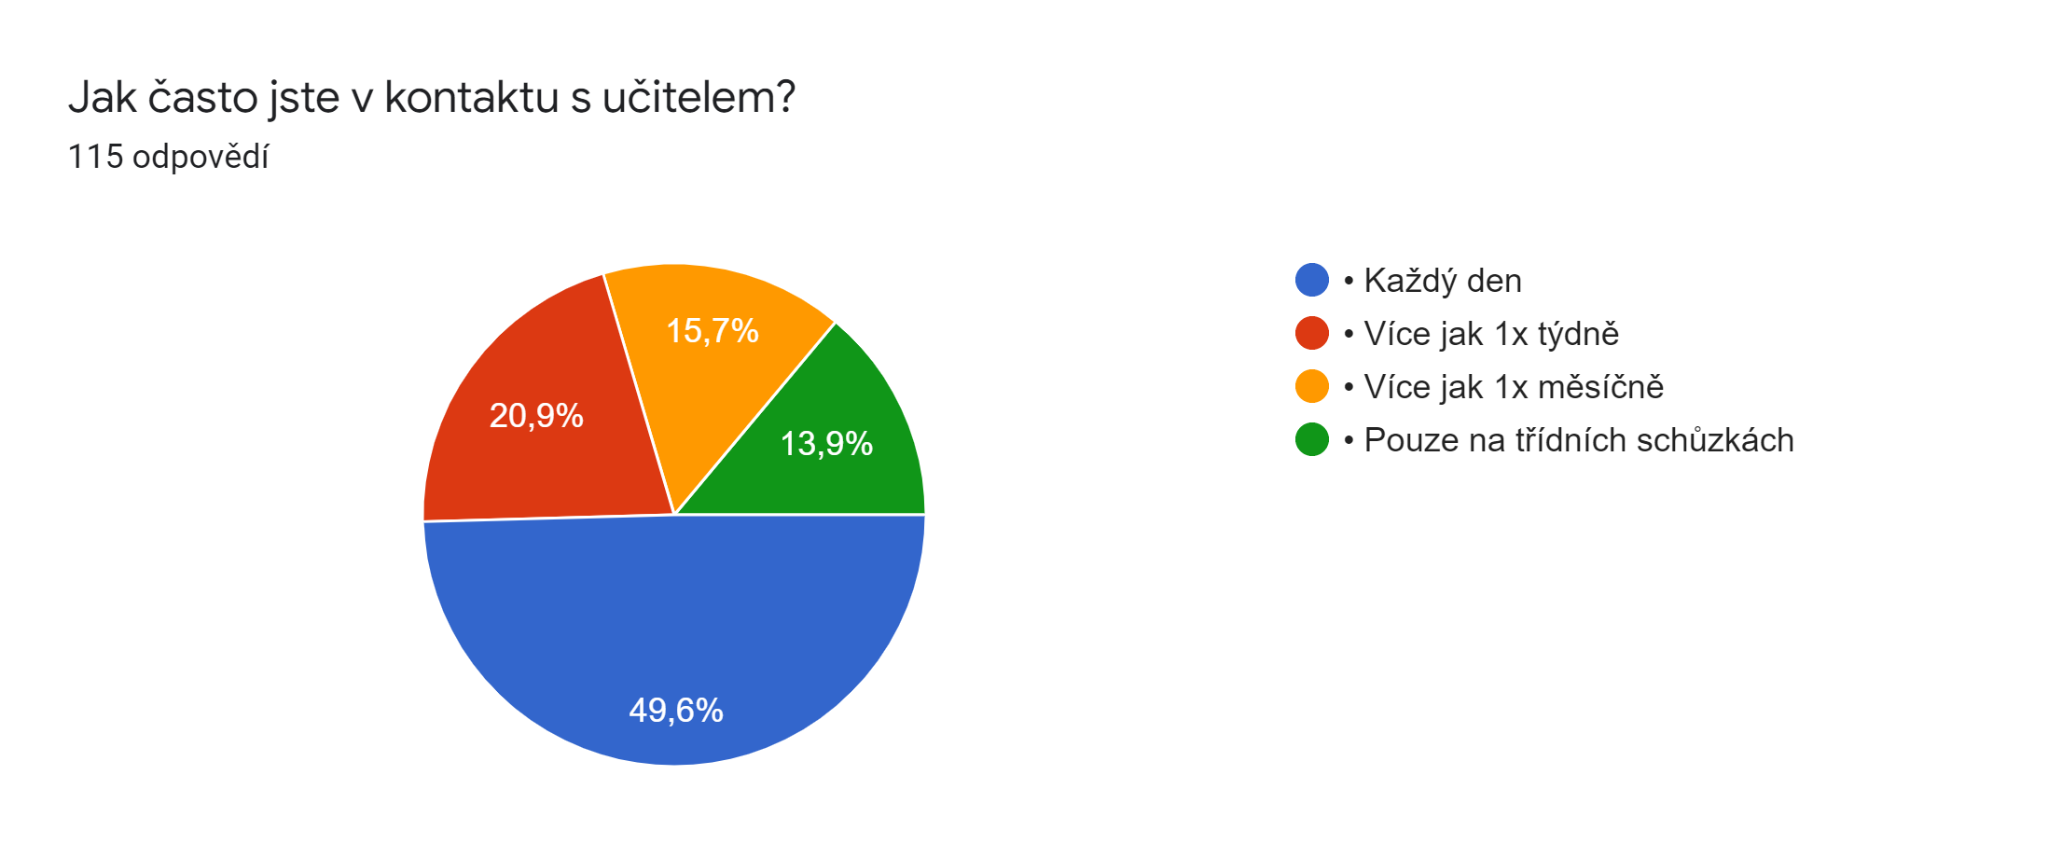 Jak často jste v kontaktu s učitelem?
115 odpovědí
15,7%
20,9%
13,9%
49,6%
• Každý den
• Více jak 1x týdně
• Více jak 1x měsíčně
• Pouze na třídních schůzkách